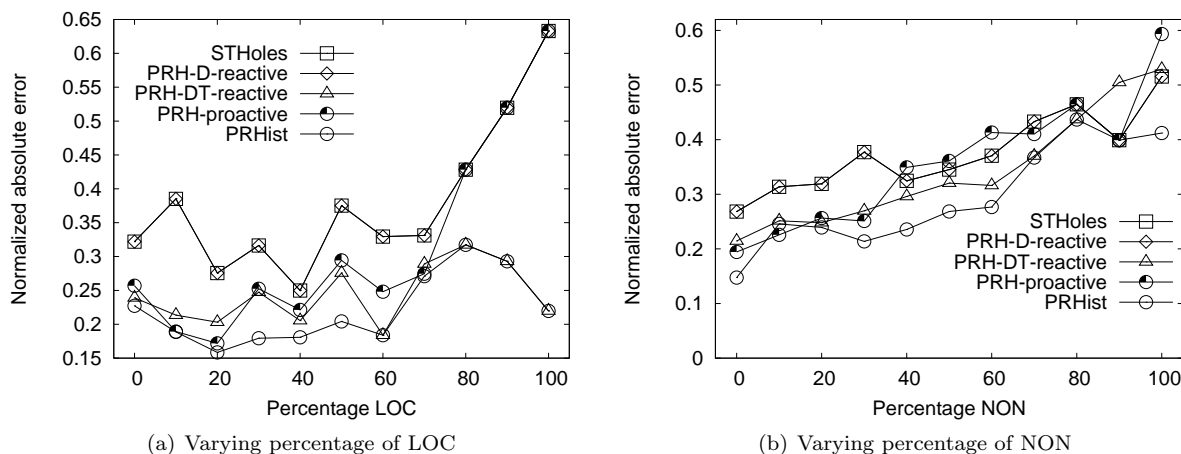 0.65
0.6
0.55
0.5
0.45
0.4
0.35
0.3
0.25
0.2
0.15
Normalized absolute error
STHoles
PRH-D-reactive
PRH-DT-reactive
PRH-proactive
PRHist
0 20 40 60 80 100
Percentage LOC
(a) Varying percentage of LOC
0.6
0.5
0.4
0.3
0.2
0.1
0
Normalized absolute error
STHoles
PRH-D-reactive
PRH-DT-reactive
PRH-proactive
PRHist
0 20 40 60 80 100
Percentage NON
(b) Varying percentage of NON